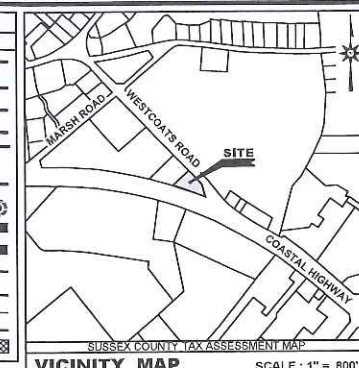 MARSH ROAD
WESTCOATS ROAD
SITE
COASTAL HIGHWAY
SUSSEX COUNTY TAX ASSESSMENT MAP
VICINITY MAP SCALE : 1" = 800'